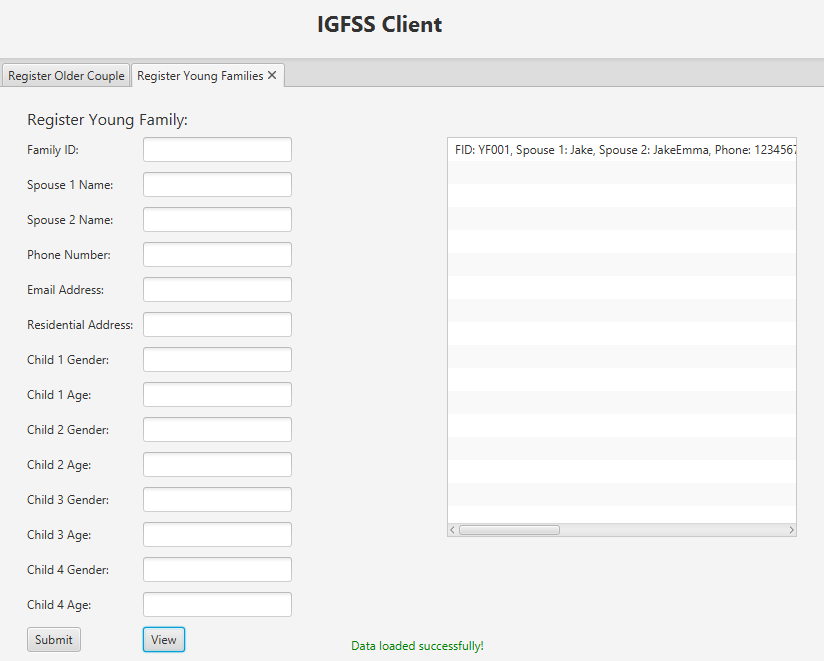 IGFSS Client
Register Older Couple
Register Young Families
Register Young Family:
Family ID:
FID: YF001, Spouse 1: Jake, Spouse 2: JakeEmma, Phone: 1234567
Spouse 1 Name:
Spouse 2 Name:
Phone Number:
Email Address:
Residential Address:
Child 1 Gender:
Child 1 Age:
Child 2 Gender:
Child 2 Age:
Child 3 Gender:
Child 3 Age:
Child 4 Gender:
Child 4 Age:
Submit
View
Data loaded successfully!